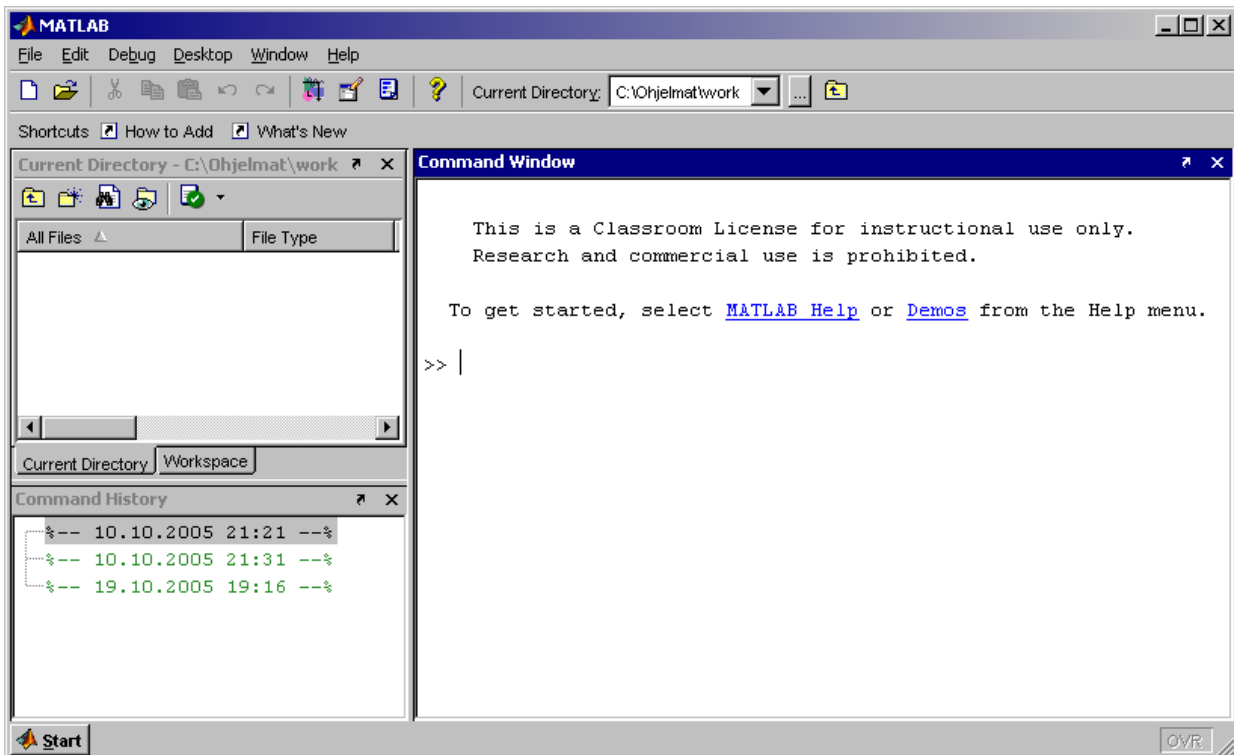 MATLAB
File Edit Debug Desktop Window Help
Current Directory: C:\Ohjelmat\work ...
Shortcuts How to Add What's New
Current Directory - C:\Ohjelmat\work
All Files File Type
Current Directory Workspace
Command History
%-- 10.10.2005 21:21 --%
%-- 10.10.2005 21:31 --%
%-- 19.10.2005 19:16 --%
Command Window
This is a Classroom License for instructional use only.
Research and commercial use is prohibited.
To get started, select MATLAB Help or Demos from the Help menu.
>>
Start
OVR